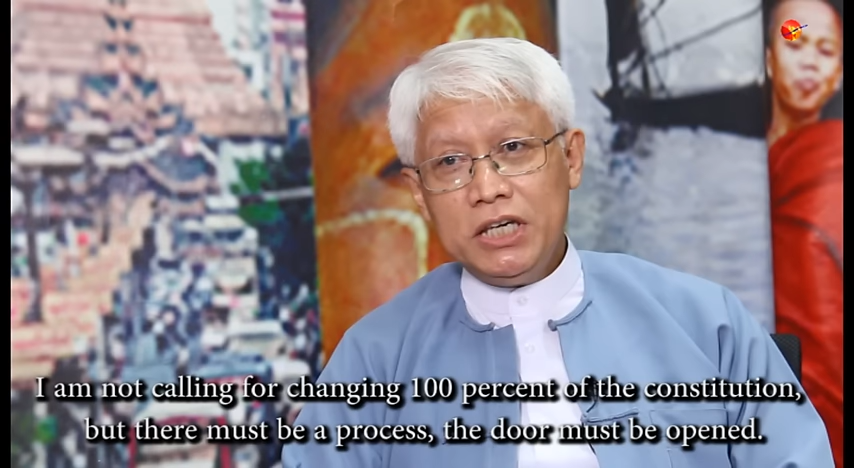 I am not calling for changing 100 percent of the constitution,
but there must be a process, the door must be opened.